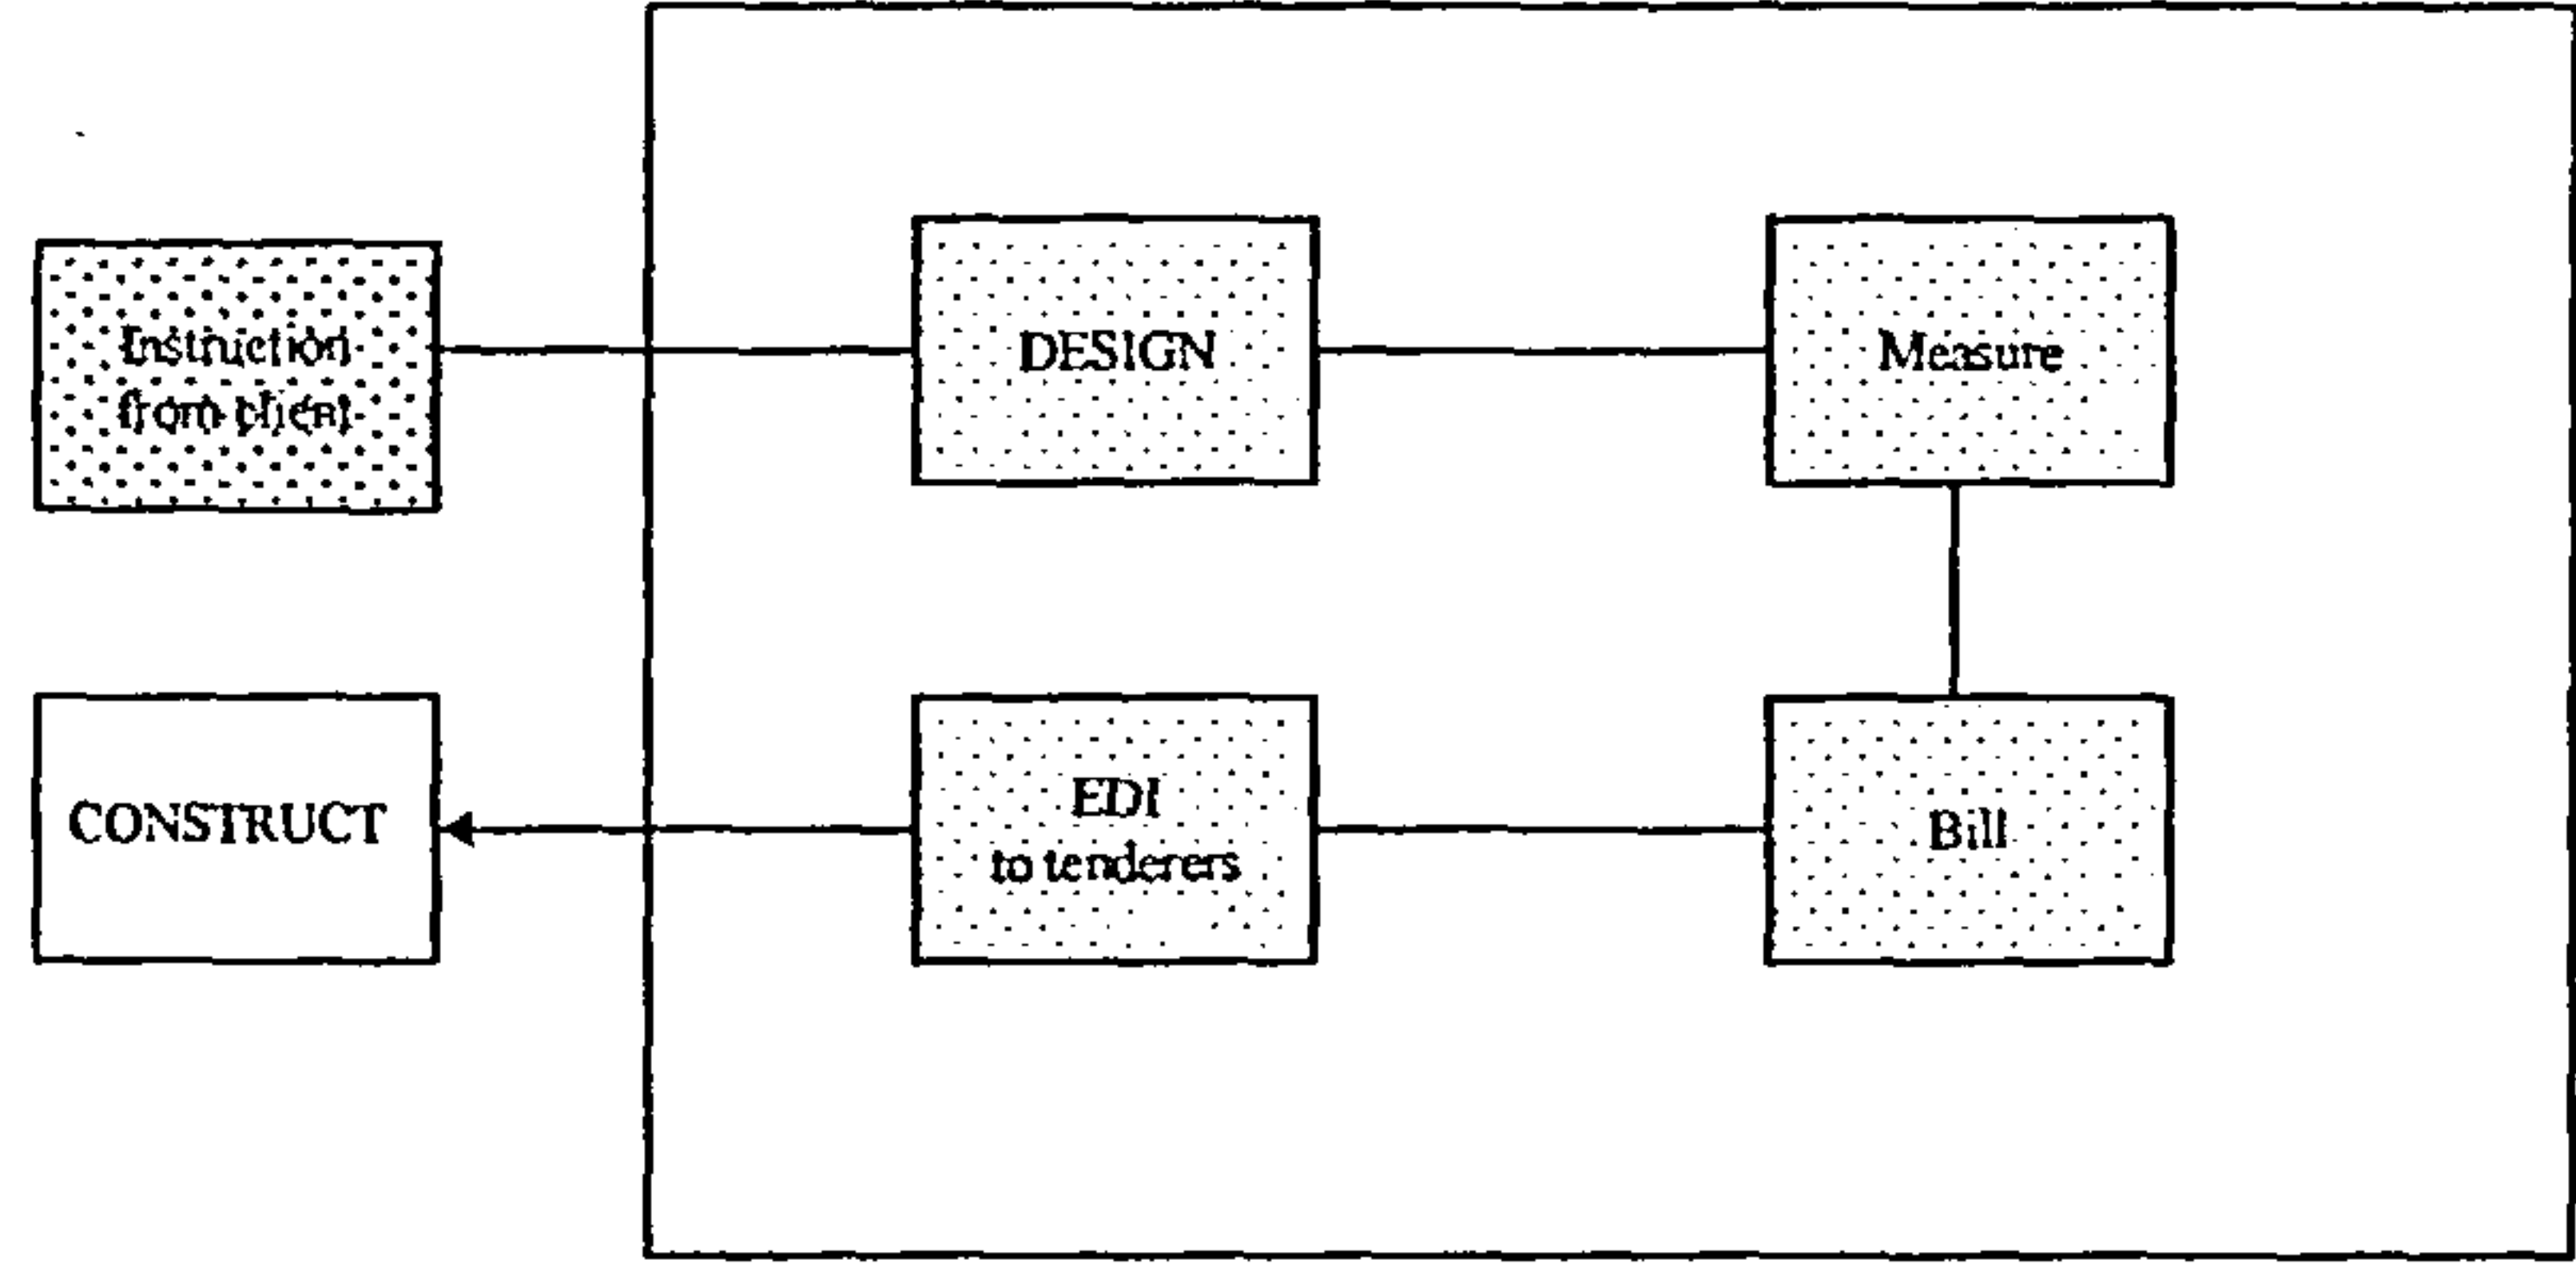 Instruction
from client
DESIGN
Measure
CONSTRUCT
EDI
to tenderers
Bill